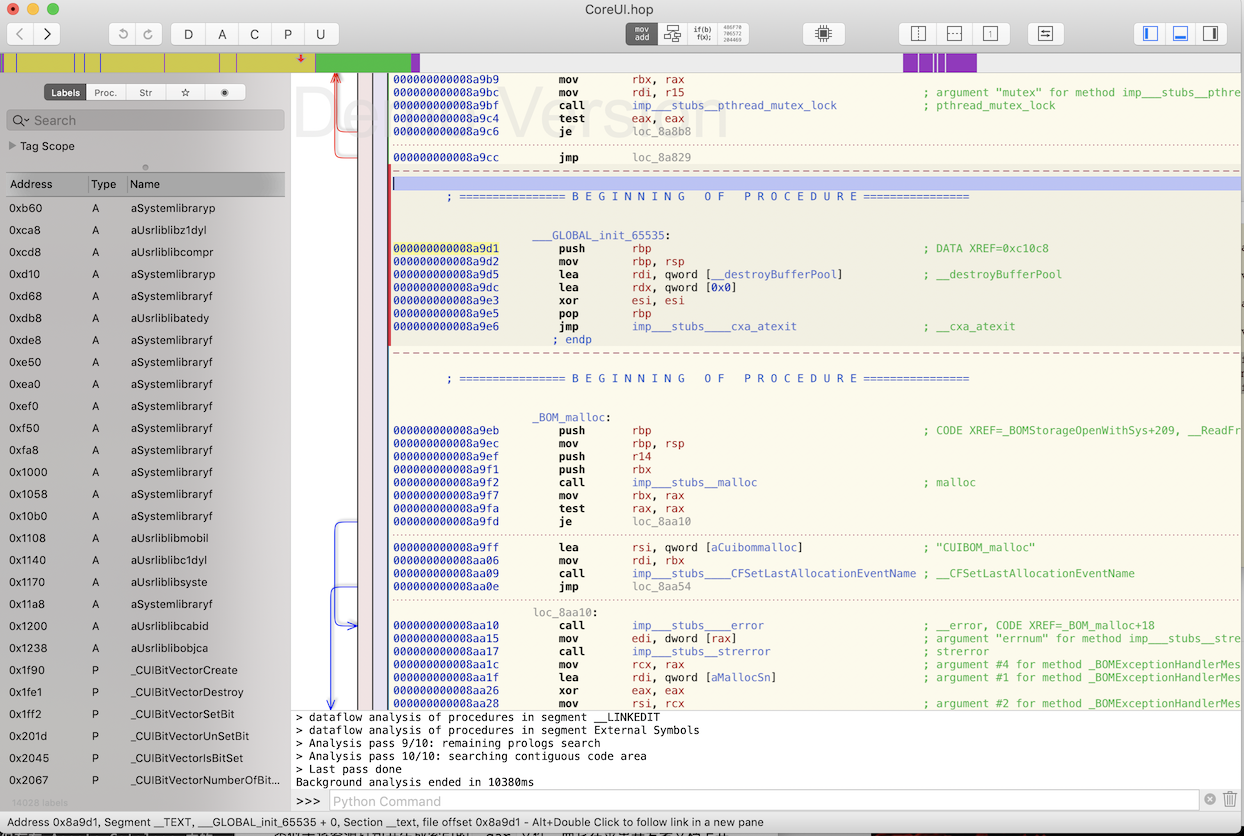 CoreUI.hop
D A C P U
mov add
if(b) f(x);
Labels Proc. Str
Search
Tag Scope
Address Type Name
0xb60 A aSystemlibraryp
0xca8 A aUsrliblibz1dyl
0xcd8 A aUsrliblibcompr
0xd10 A aSystemlibraryp
0xd68 A aSystemlibraryf
0xdb8 A aUsrliblibatedy
0xde8 A aSystemlibraryf
0xe50 A aSystemlibraryf
0xea0 A aSystemlibraryf
0xef0 A aSystemlibraryf
0xf50 A aSystemlibraryf
0xfa8 A aSystemlibraryf
0x1000 A aSystemlibraryf
0x1058 A aSystemlibraryf
0x10b0 A aSystemlibraryf
0x1108 A aUsrliblibmobil
0x1140 A aUsrliblibc1dyl
0x1170 A aUsrliblibsyste
0x11a8 A aSystemlibraryf
0x1200 A aUsrliblibcabid
0x1238 A aUsrliblibobjca
0x1f90 P _CUIBitVectorCreate
0x1fe1 P _CUIBitVectorDestroy
0x1ff2 P _CUIBitVectorSetBit
0x201d P _CUIBitVectorUnSetBit
0x2045 P _CUIBitVectorIsBitSet
0x2067 P _CUIBitVectorNumberOfBit...
14028 labels
000000000008a9b9 mov rbx, rax
000000000008a9bc mov rdi, r15 ; argument "mutex" for method imp___stubs__pthre
000000000008a9bf call imp___stubs__pthread_mutex_lock ; pthread_mutex_lock
000000000008a9c4 test eax, eax
000000000008a9c6 je loc_8a8b8
000000000008a9cc jmp loc_8a829
; ================ B E G I N N I N G   O F   P R O C E D U R E ================
___GLOBAL_init_65535:
000000000008a9d1 push rbp ; DATA XREF=0xc10c8
000000000008a9d2 mov rbp, rsp
000000000008a9d5 lea rdi, qword [__destroyBufferPool] ; __destroyBufferPool
000000000008a9dc lea rdx, qword [0x0]
000000000008a9e3 xor esi, esi
000000000008a9e5 pop rbp
000000000008a9e6 jmp imp___stubs____cxa_atexit ; __cxa_atexit
; endp
; ================ B E G I N N I N G   O F   P R O C E D U R E ================
_BOM_malloc:
000000000008a9eb push rbp ; CODE XREF=_BOMStorageOpenWithSys+209, __ReadFr
000000000008a9ec mov rbp, rsp
000000000008a9ef push r14
000000000008a9f1 push rbx
000000000008a9f2 call imp___stubs__malloc ; malloc
000000000008a9f7 mov rbx, rax
000000000008a9fa test rax, rax
000000000008a9fd je loc_8aa10
000000000008a9ff lea rsi, qword [aCuibommalloc] ; "CUIBOM_malloc"
000000000008aa06 mov rdi, rbx
000000000008aa09 call imp___stubs____CFSetLastAllocationEventName ; __CFSetLastAllocationEventName
000000000008aa0e jmp loc_8aa54
loc_8aa10:
000000000008aa10 call imp___stubs____error ; __error, CODE XREF=_BOM_malloc+18
000000000008aa15 mov edi, dword [rax] ; argument "errnum" for method imp___stubs__stre
000000000008aa17 call imp___stubs__strerror ; strerror
000000000008aa1c mov rcx, rax ; argument #4 for method _BOMExceptionHandlerMes
000000000008aa1f lea rdi, qword [aMallocSn] ; argument #1 for method _BOMExceptionHandlerMes
000000000008aa26 xor eax, eax
000000000008aa28 mov rsi, rcx ; argument #2 for method _BOMExceptionHandlerMes
> dataflow analysis of procedures in segment __LINKEDIT
> dataflow analysis of procedures in segment External Symbols
> Analysis pass 9/10: remaining prologs search
> Analysis pass 10/10: searching contiguous code area
> Last pass done
Background analysis ended in 10380ms
>>> Python Command
Address 0x8a9d1, Segment __TEXT, ___GLOBAL_init_65535 + 0, Section __text, file offset 0x8a9d1 - Alt+Double Click to follow link in a new pane